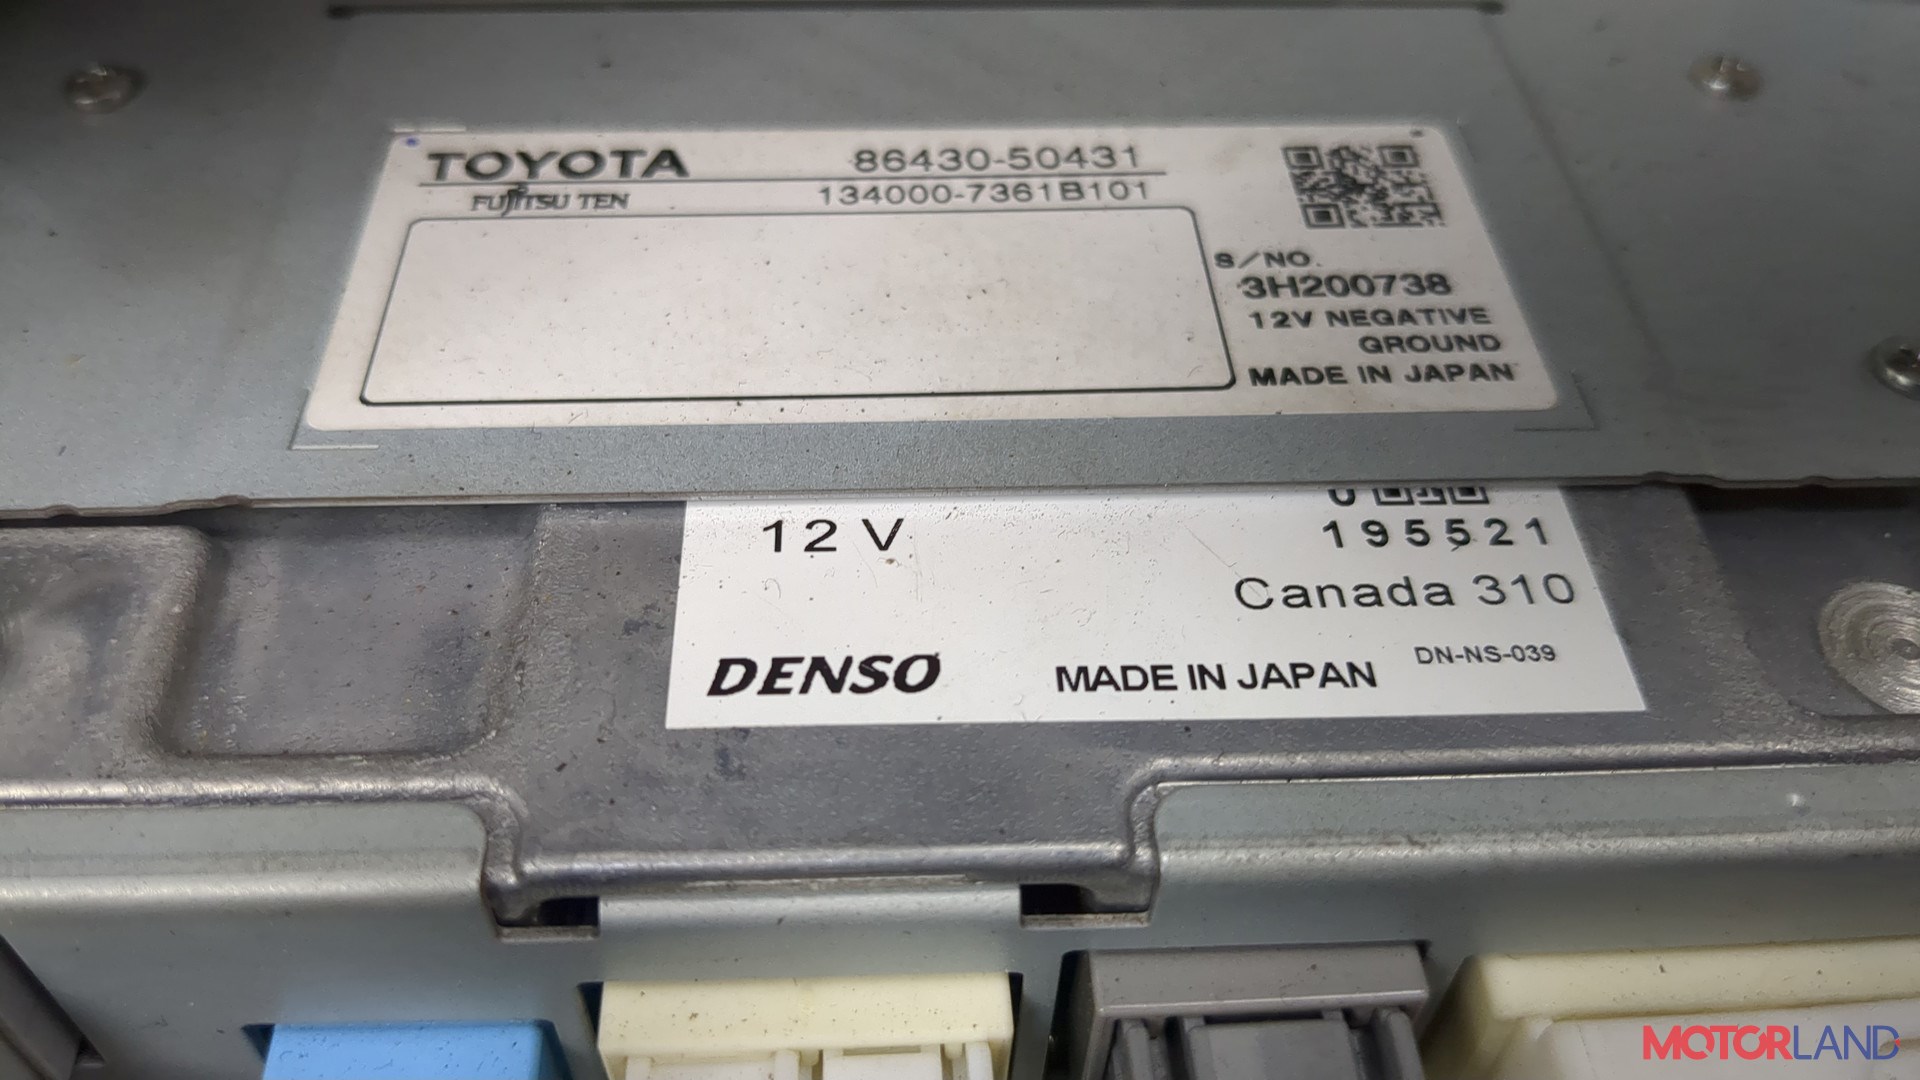 TOYOTA 86430-50431
FUJITSU TEN 134000-7361B101
S/NO.
3H200738
12V NEGATIVE
GROUND
MADE IN JAPAN
12 V 195521
Canada 310
DENSO MADE IN JAPAN DN-NS-039
MOTORLAND